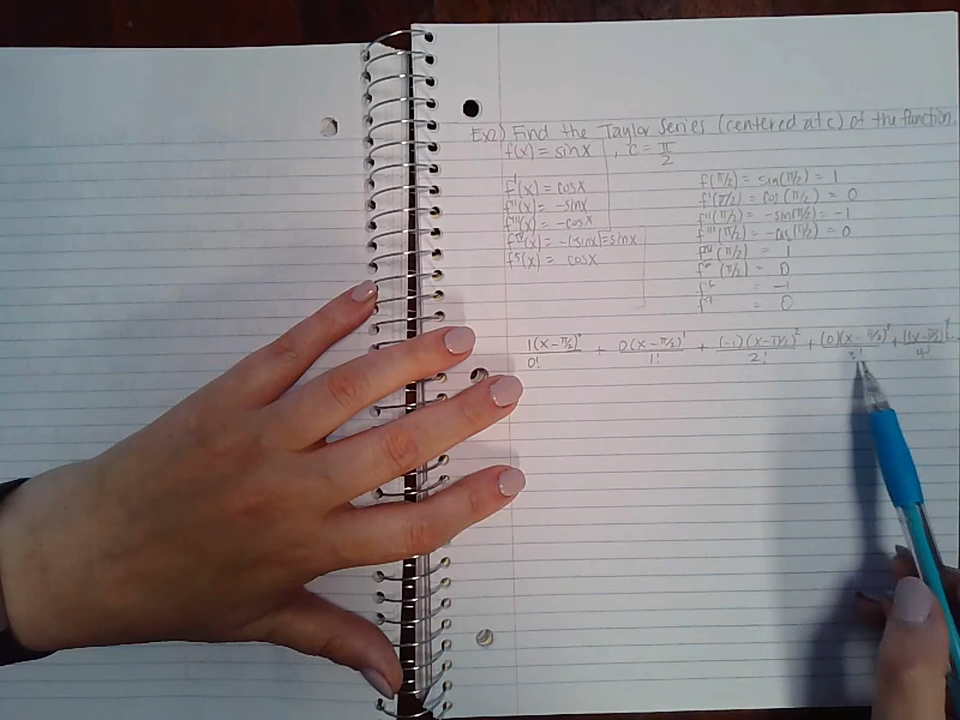 Ex2) Find the Taylor Series (centered at c) of the function.
f(x) = sinx , c = π/2
f'(x) = cosx
f''(x) = -sinx
f'''(x) = -cosx
f⁴(x) = -(-sinx) = sinx
f⁵(x) = cosx
f(π/2) = sin(π/2) = 1
f'(π/2) = cos(π/2) = 0
f''(π/2) = -sin(π/2) = -1
f'''(π/2) = -cos(π/2) = 0
f⁴(π/2) = 1
f⁵(π/2) = 0
f⁶ = -1
f⁷ = 0
1(x-π/2)⁰/0! + 0(x-π/2)¹/1! + (-1)(x-π/2)²/2! + (0)(x-π/2)³/3! + 1(x-π/2)⁴/4!